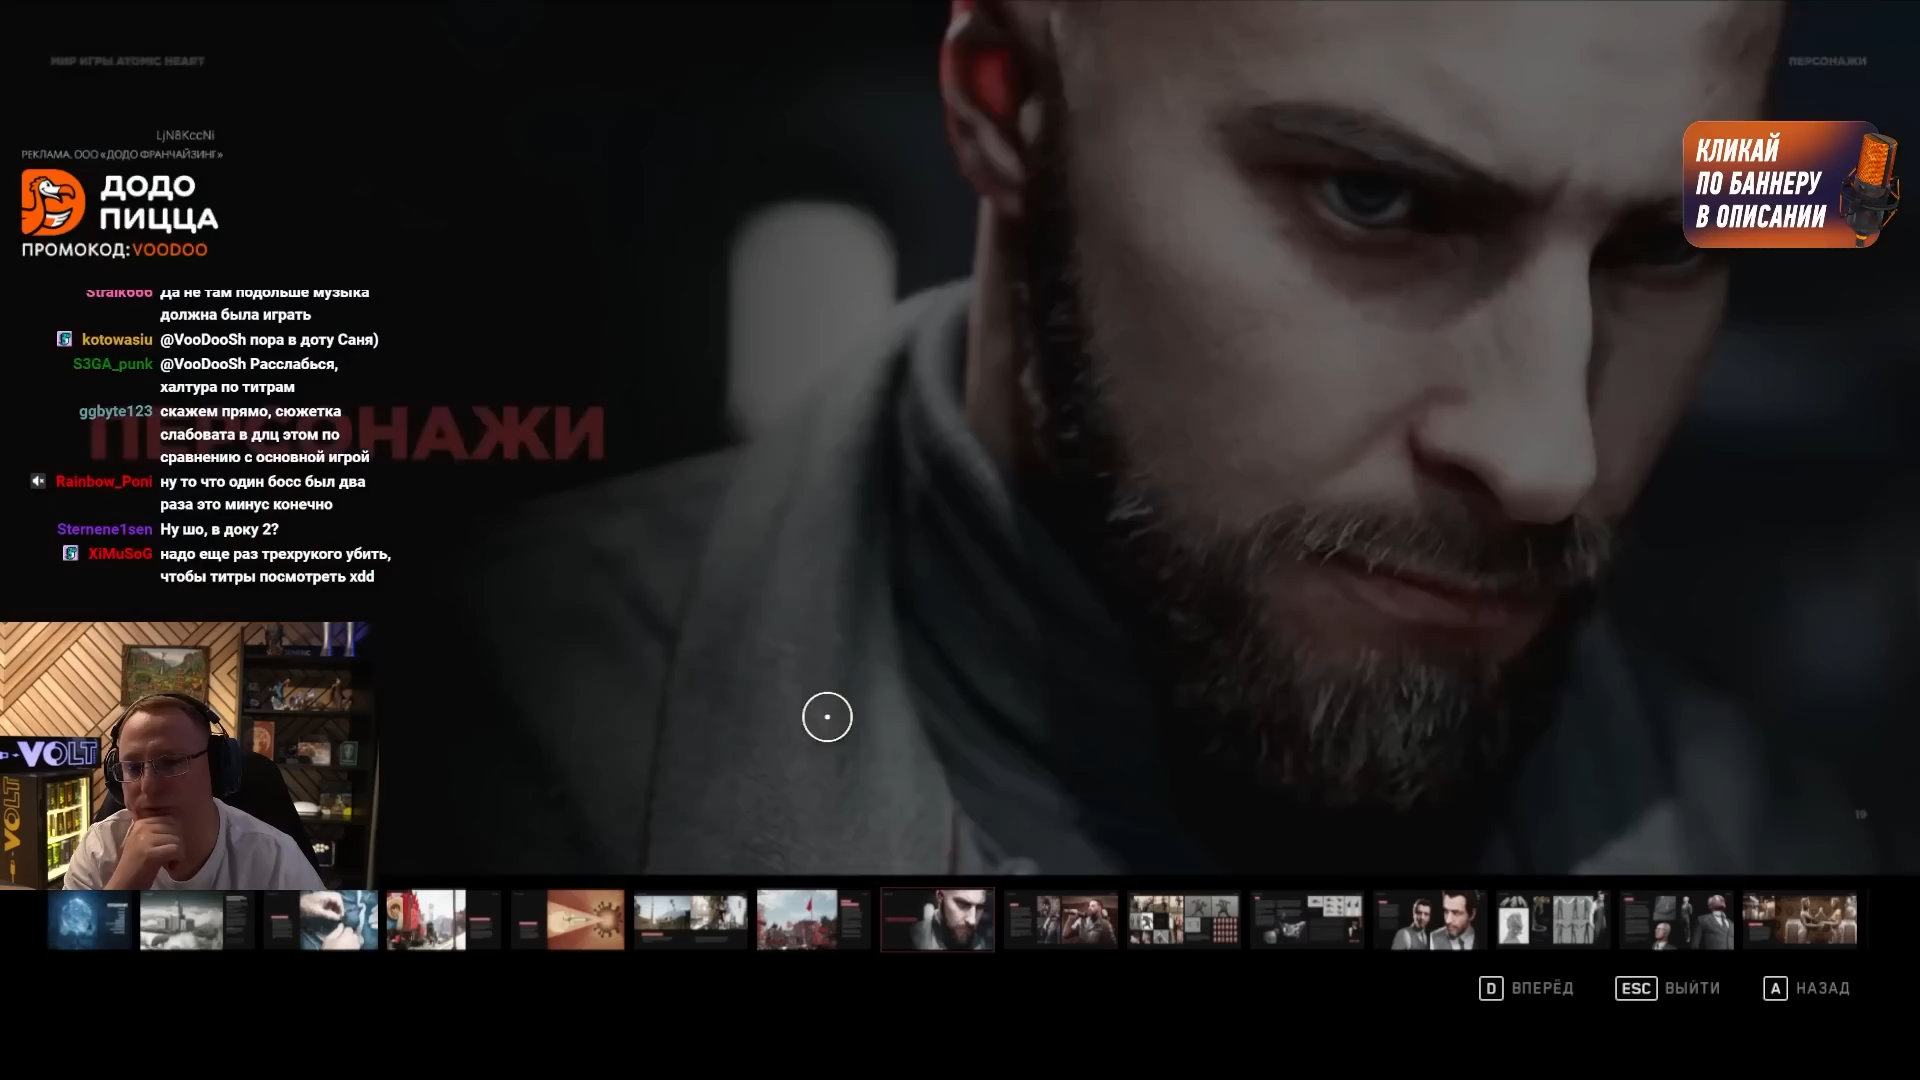 МИР ИГРЫ ATOMIC HEART
ПЕРСОНАЖИ
LjN8KccNi
РЕКЛАМА. ООО «ДОДО ФРАНЧАЙЗИНГ»
ДОДО
ПИЦЦА
ПРОМОКОД: VOODOO
КЛИКАЙ
ПО БАННЕРУ
В ОПИСАНИИ
Straik666 Да не там подольше музыка
должна была играть
kotowasiu @VooDooSh пора в доту Саня)
S3GA_punk @VooDooSh Расслабься,
халтура по титрам
ggbyte123 скажем прямо, сюжетка
слабовата в длц этом по
сравнению с основной игрой
ПЕРСОНАЖИ
Rainbow_Poni ну то что один босс был два
раза это минус конечно
Sternene1sen Ну шо, в доку 2?
XiMuSoG надо еще раз трехрукого убить,
чтобы титры посмотреть xdd
VOLT
VOLT
19
D ВПЕРЁД
ESC ВЫЙТИ
A НАЗАД